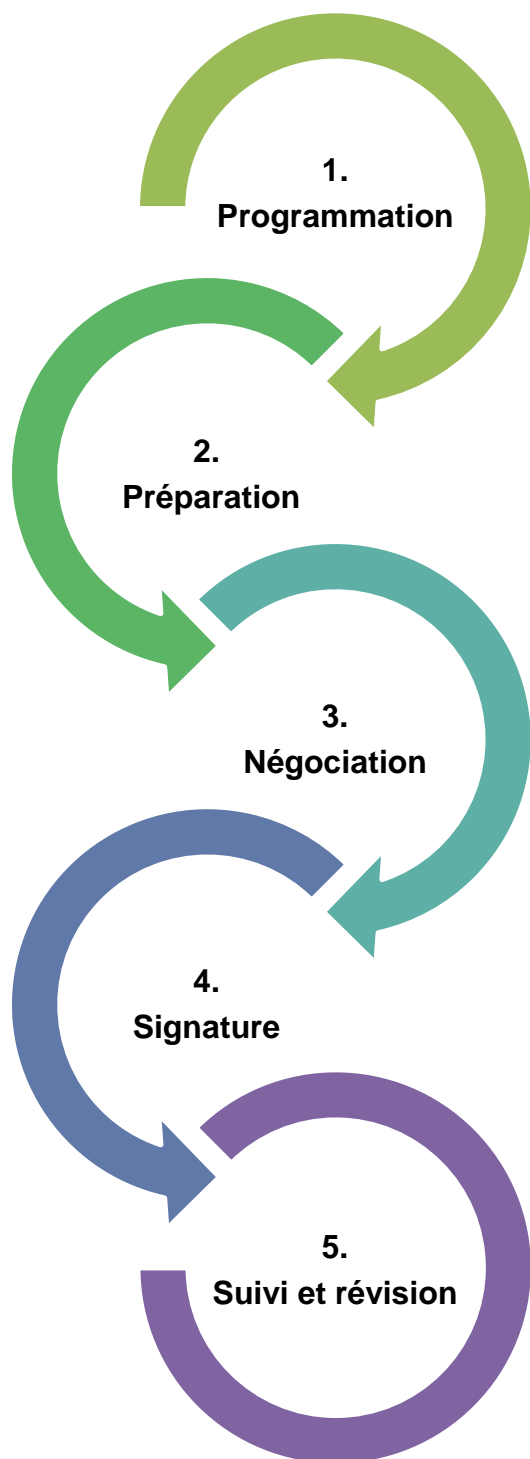 1.
Programmation
2.
Préparation
3.
Négociation
4.
Signature
5.
Suivi et révision